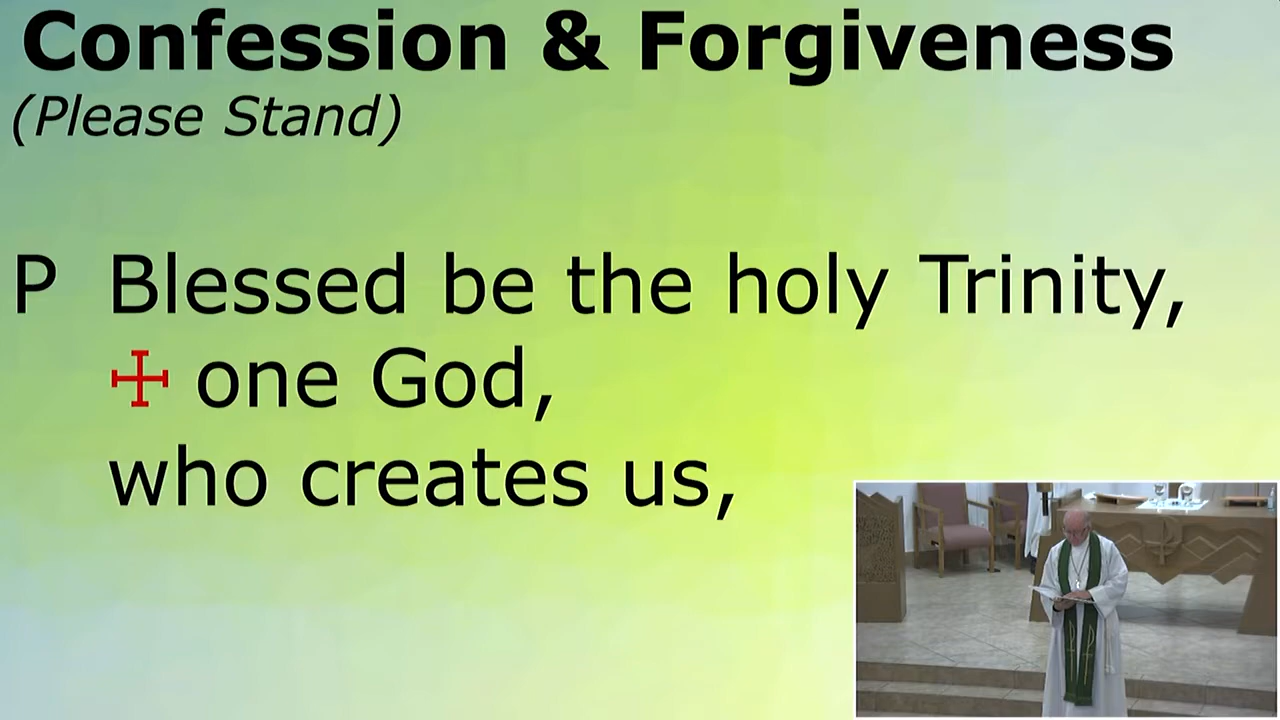 Confession & Forgiveness
(Please Stand)
P Blessed be the holy Trinity,
☩ one God,
who creates us,